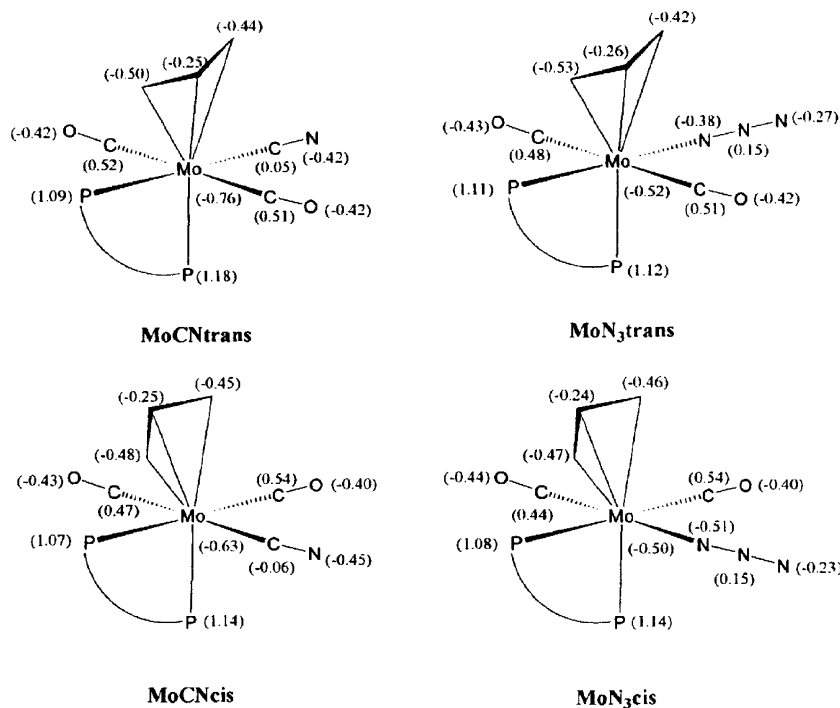 (-0.44)
(-0.25)
(-0.50)
(-0.42) O C (0.52)
Mo (-0.76)
C (0.05) N (-0.42)
C (0.51) O (-0.42)
(1.09) P
P (1.18)
MoCNtrans
(-0.42)
(-0.26)
(-0.53)
(-0.43) O C (0.48)
Mo (-0.52)
(-0.38) N N (0.15) N (-0.27)
C (0.51) O (-0.42)
(1.11) P
P (1.12)
MoN₃trans
(-0.45)
(-0.25)
(-0.48)
(-0.43) O C (0.47)
Mo (-0.63)
(0.54) C O (-0.40)
C (-0.06) N (-0.45)
(1.07) P
P (1.14)
MoCNcis
(-0.46)
(-0.24)
(-0.47)
(-0.44) O C (0.44)
Mo (-0.50)
(0.54) C O (-0.40)
(-0.51) N N (0.15) N (-0.23)
(1.08) P
P (1.14)
MoN₃cis